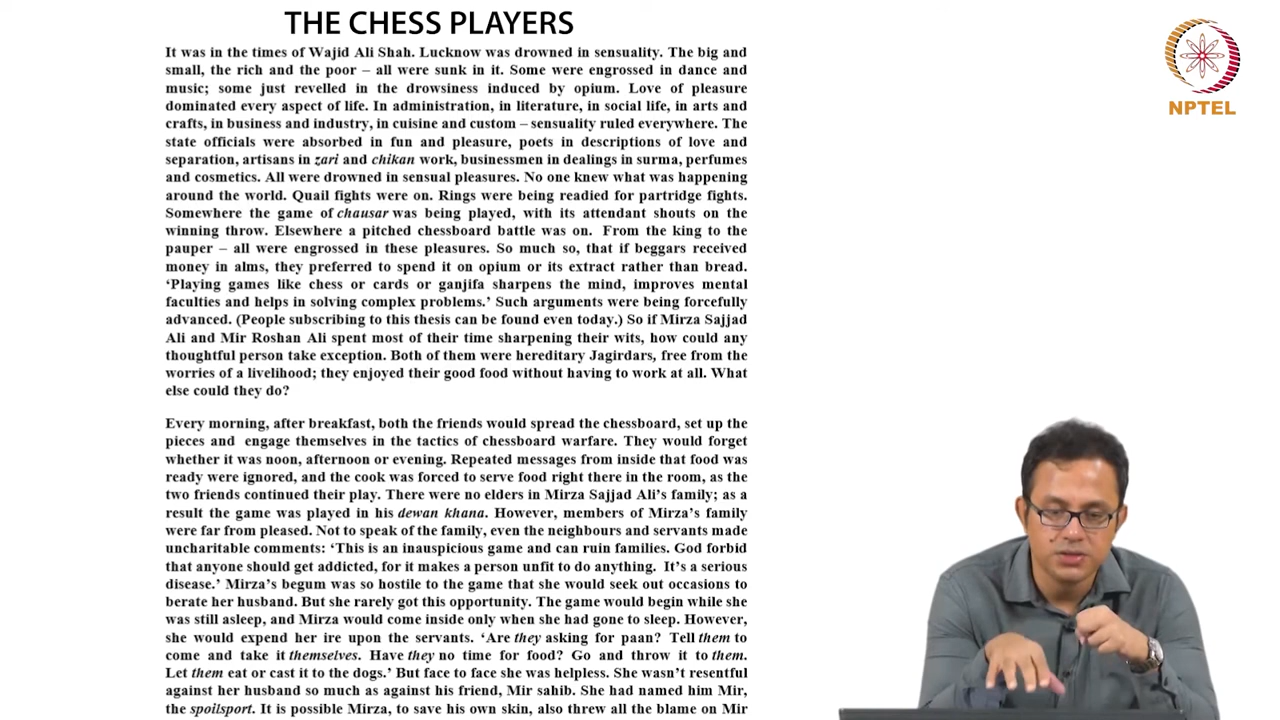 THE CHESS PLAYERS
It was in the times of Wajid Ali Shah. Lucknow was drowned in sensuality. The big and
small, the rich and the poor – all were sunk in it. Some were engrossed in dance and
music; some just revelled in the drowsiness induced by opium. Love of pleasure
dominated every aspect of life. In administration, in literature, in social life, in arts and
crafts, in business and industry, in cuisine and custom – sensuality ruled everywhere. The
state officials were absorbed in fun and pleasure, poets in descriptions of love and
separation, artisans in zari and chikan work, businessmen in dealings in surma, perfumes
and cosmetics. All were drowned in sensual pleasures. No one knew what was happening
around the world. Quail fights were on. Rings were being readied for partridge fights.
Somewhere the game of chausar was being played, with its attendant shouts on the
winning throw. Elsewhere a pitched chessboard battle was on. From the king to the
pauper – all were engrossed in these pleasures. So much so, that if beggars received
money in alms, they preferred to spend it on opium or its extract rather than bread.
‘Playing games like chess or cards or ganjifa sharpens the mind, improves mental
faculties and helps in solving complex problems.’ Such arguments were being forcefully
advanced. (People subscribing to this thesis can be found even today.) So if Mirza Sajjad
Ali and Mir Roshan Ali spent most of their time sharpening their wits, how could any
thoughtful person take exception. Both of them were hereditary Jagirdars, free from the
worries of a livelihood; they enjoyed their good food without having to work at all. What
else could they do?
Every morning, after breakfast, both the friends would spread the chessboard, set up the
pieces and engage themselves in the tactics of chessboard warfare. They would forget
whether it was noon, afternoon or evening. Repeated messages from inside that food was
ready were ignored, and the cook was forced to serve food right there in the room, as the
two friends continued their play. There were no elders in Mirza Sajjad Ali’s family; as a
result the game was played in his dewan khana. However, members of Mirza’s family
were far from pleased. Not to speak of the family, even the neighbours and servants made
uncharitable comments: ‘This is an inauspicious game and can ruin families. God forbid
that anyone should get addicted, for it makes a person unfit to do anything. It’s a serious
disease.’ Mirza’s begum was so hostile to the game that she would seek out occasions to
berate her husband. But she rarely got this opportunity. The game would begin while she
was still asleep, and Mirza would come inside only when she had gone to sleep. However,
she would expend her ire upon the servants. ‘Are they asking for paan? Tell them to
come and take it themselves. Have they no time for food? Go and throw it to them.
Let them eat or cast it to the dogs.’ But face to face she was helpless. She wasn’t resentful
against her husband so much as against his friend, Mir sahib. She had named him Mir,
the spoilsport. It is possible Mirza, to save his own skin, also threw all the blame on Mir
NPTEL